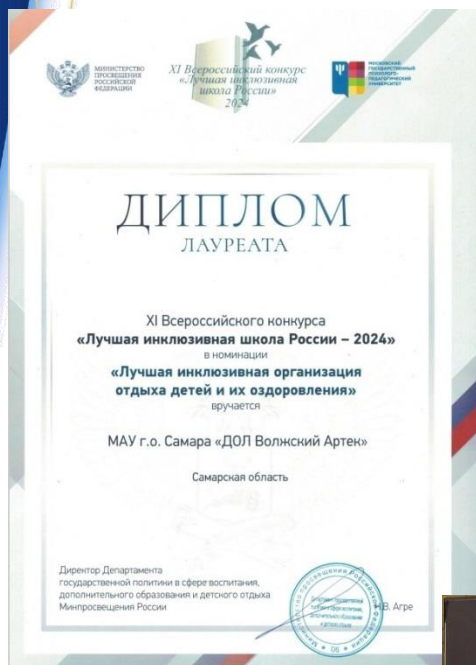 МИНИСТЕРСТВО
ПРОСВЕЩЕНИЯ
РОССИЙСКОЙ
ФЕДЕРАЦИИ
XI Всероссийский конкурс
«Лучшая инклюзивная
школа России»
2024
МОСКОВСКИЙ
ГОСУДАРСТВЕННЫЙ
ПСИХОЛОГО-
ПЕДАГОГИЧЕСКИЙ
УНИВЕРСИТЕТ
ДИПЛОМ
ЛАУРЕАТА
XI Всероссийского конкурса
«Лучшая инклюзивная школа России – 2024»
в номинации
«Лучшая инклюзивная организация
отдыха детей и их оздоровления»
вручается
МАУ г.о. Самара «ДОЛ Волжский Артек»
Самарская область
Директор Департамента
государственной политики в сфере воспитания,
дополнительного образования и детского отдыха
Минпросвещения России
Н.В. Агре